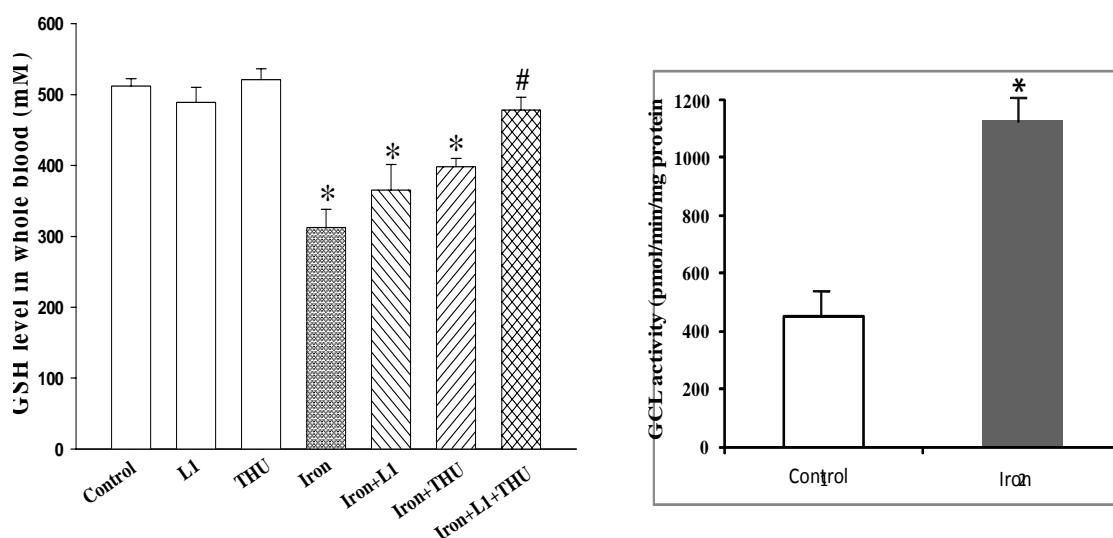 GSH level in whole blood (mM)
600
500
400
300
200
100
0
*
*
*
#
Control
L1
THU
Iron
Iron+L1
Iron+THU
Iron+L1+THU
GCL activity (pmol/min/mg protein
1200
1000
800
600
400
200
0
*
Control
1
Iron
2